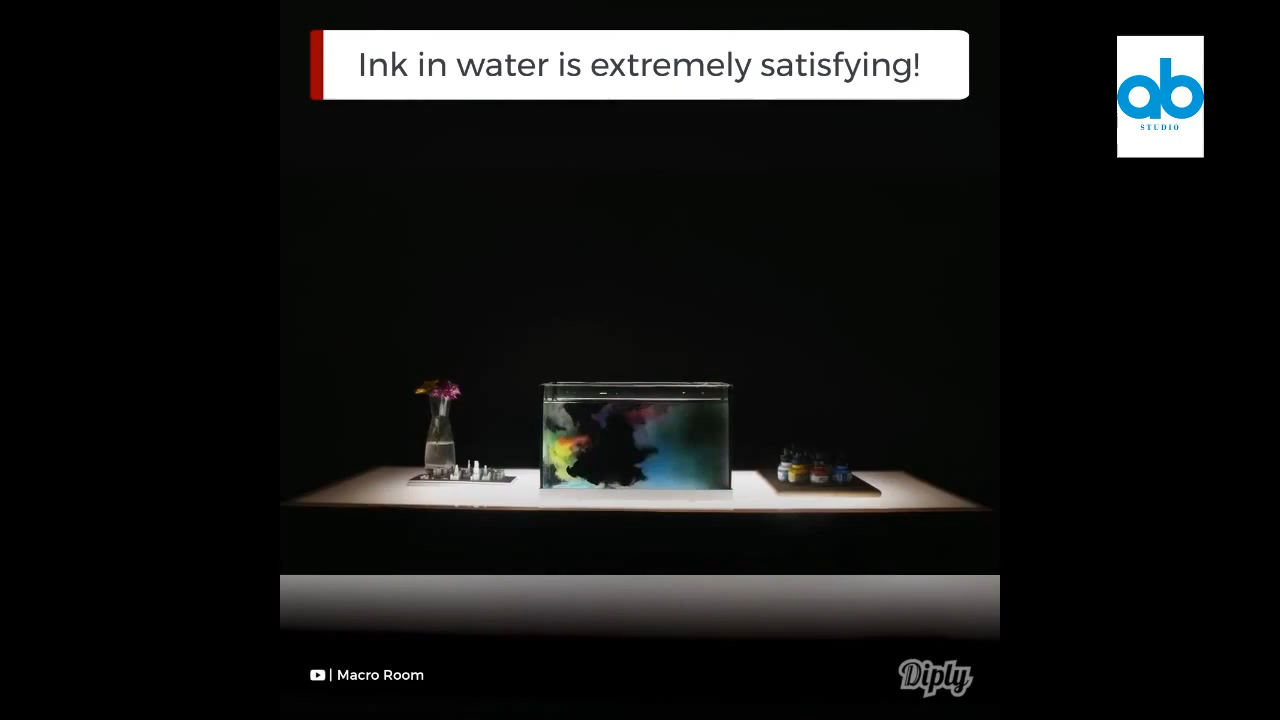 Ink in water is extremely satisfying!
ab
STUDIO
| Macro Room
Diply